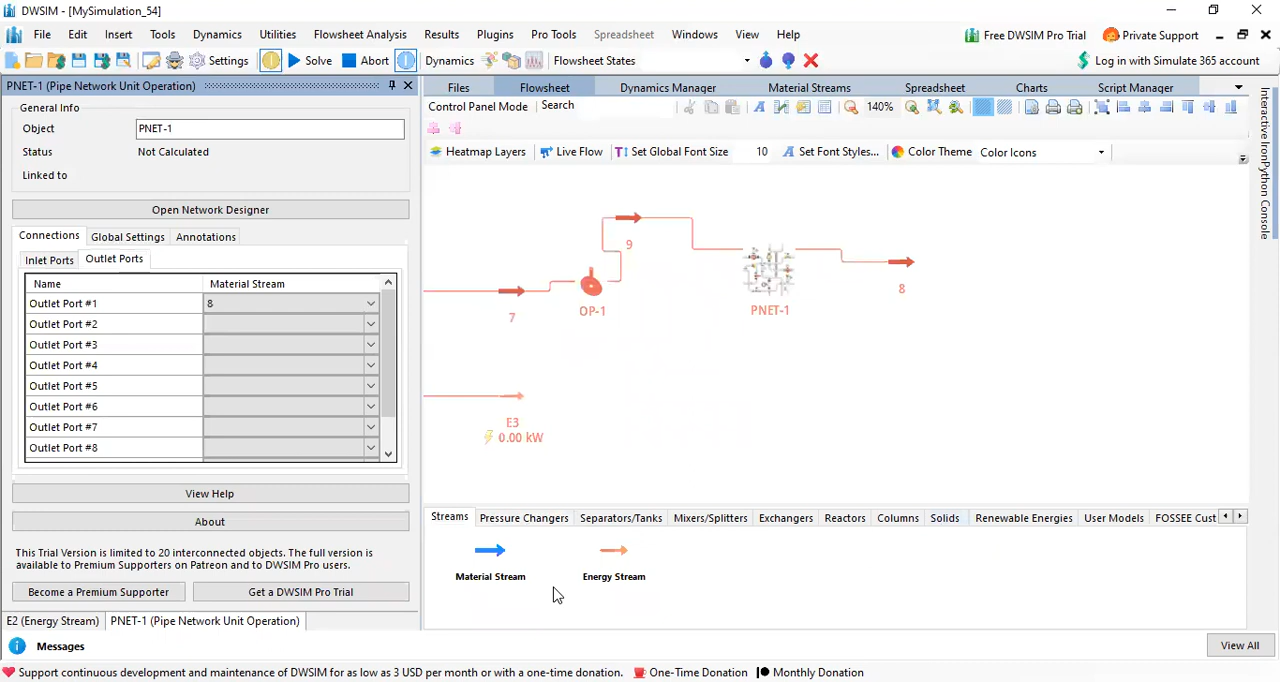 DWSIM - [MySimulation_54]
File Edit Insert Tools Dynamics Utilities Flowsheet Analysis Results Plugins Pro Tools Spreadsheet Windows View Help Free DWSIM Pro Trial Private Support
Settings Solve Abort Dynamics Flowsheet States Log in with Simulate 365 account
PNET-1 (Pipe Network Unit Operation)
General Info
Object PNET-1
Status Not Calculated
Linked to
Open Network Designer
Connections Global Settings Annotations
Inlet Ports Outlet Ports
Name Material Stream
Outlet Port #1 8
Outlet Port #2
Outlet Port #3
Outlet Port #4
Outlet Port #5
Outlet Port #6
Outlet Port #7
Outlet Port #8
View Help
About
This Trial Version is limited to 20 interconnected objects. The full version is
available to Premium Supporters on Patreon and to DWSIM Pro users.
Become a Premium Supporter Get a DWSIM Pro Trial
E2 (Energy Stream) PNET-1 (Pipe Network Unit Operation)
Files Flowsheet Dynamics Manager Material Streams Spreadsheet Charts Script Manager
Control Panel Mode Search 140%
Heatmap Layers Live Flow Set Global Font Size 10 Set Font Styles... Color Theme Color Icons
9
7
OP-1
PNET-1
8
E3
0.00 kW
Streams Pressure Changers Separators/Tanks Mixers/Splitters Exchangers Reactors Columns Solids Renewable Energies User Models FOSSEE Cust
Material Stream Energy Stream
Interactive IronPython Console
Messages View All
Support continuous development and maintenance of DWSIM for as low as 3 USD per month or with a one-time donation. One-Time Donation Monthly Donation